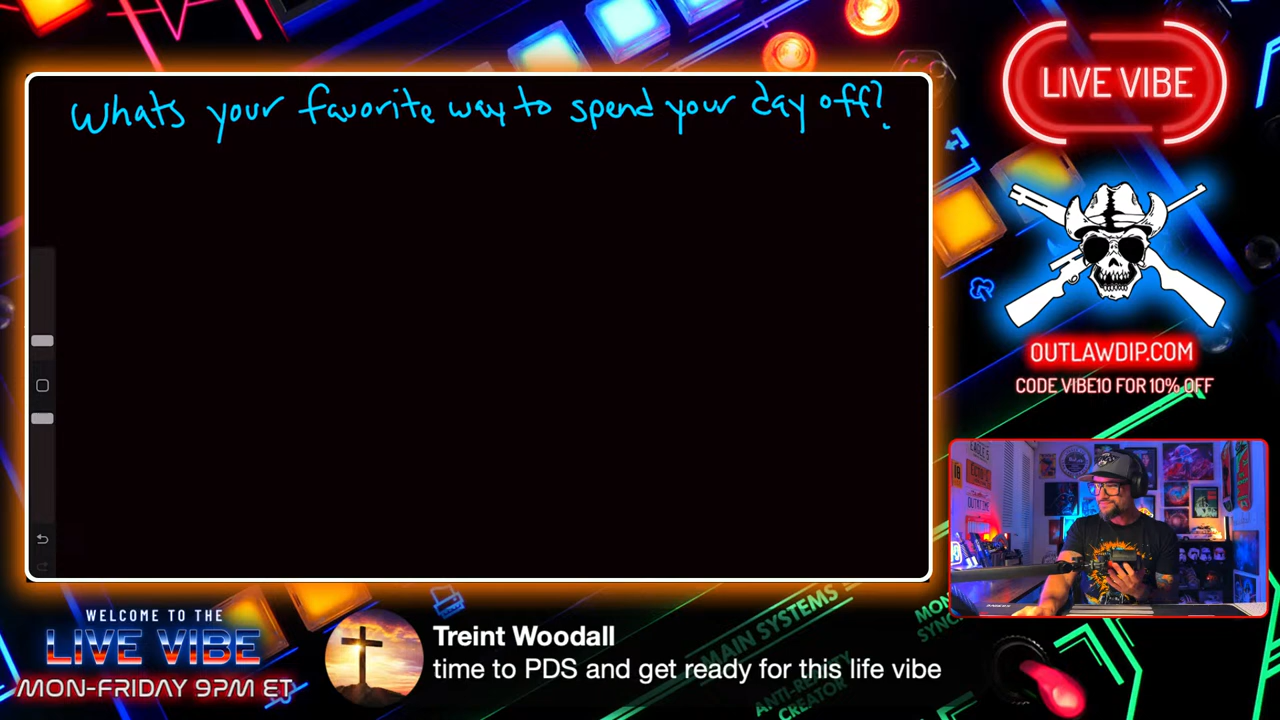 Whats your favorite way to spend your day off?
LIVE VIBE
OUTLAWDIP.COM
CODE VIBE10 FOR 10% OFF
WELCOME TO THE
LIVE VIBE
MON-FRIDAY 9PM ET
Treint Woodall
time to PDS and get ready for this life vibe
MAIN SYSTEMS